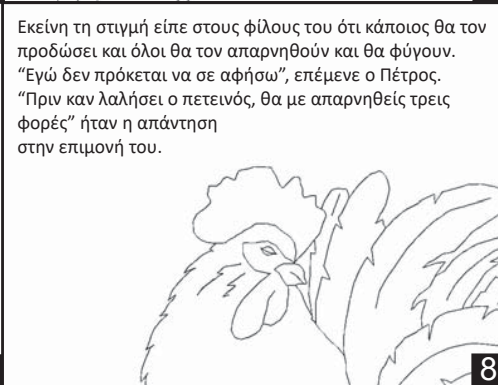 Εκείνη τη στιγμή είπε στους φίλους του ότι κάποιος θα τον
προδώσει και όλοι θα τον απαρνηθούν και θα φύγουν.
“Εγώ δεν πρόκεται να σε αφήσω”, επέμενε ο Πέτρος.
“Πριν καν λαλήσει ο πετεινός, θα με απαρνηθείς τρεις
φορές” ήταν η απάντηση
στην επιμονή του.
8